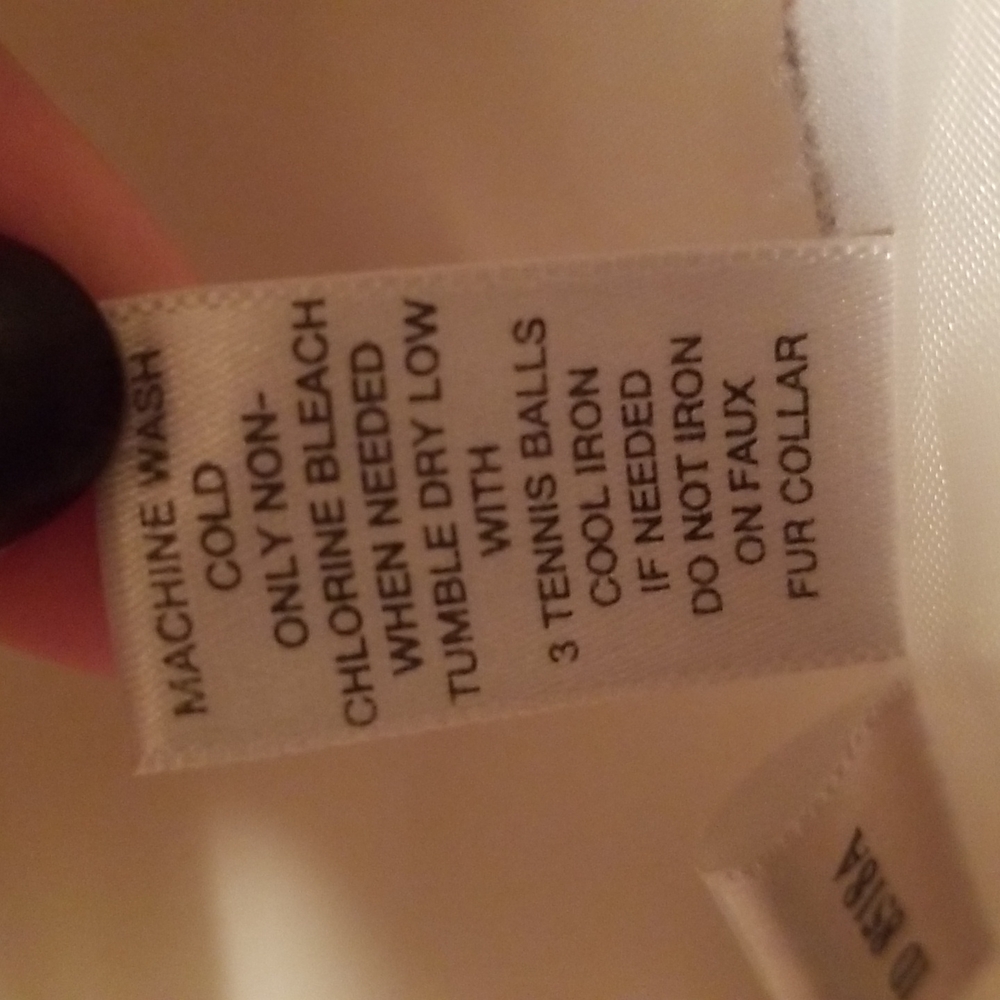 MACHINE WASH
COLD
ONLY NON-
CHLORINE BLEACH
WHEN NEEDED
TUMBLE DRY LOW
WITH
3 TENNIS BALLS
COOL IRON
IF NEEDED
DO NOT IRON
ON FAUX
FUR COLLAR
8518A